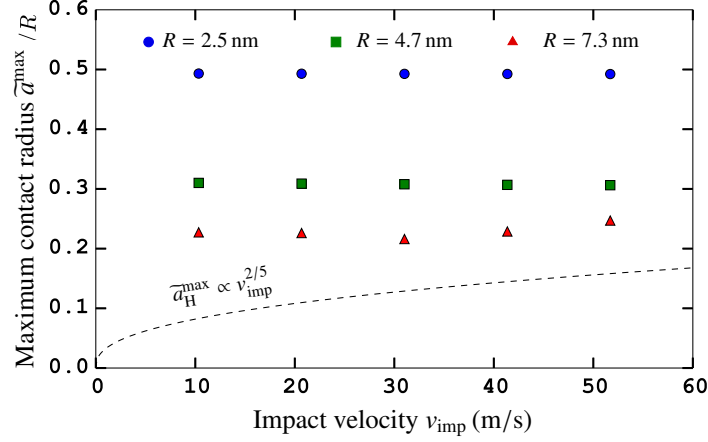 0.6
0.5
0.4
0.3
0.2
0.1
0.0
Maximum contact radius ã^max/R
R = 2.5 nm
R = 4.7 nm
R = 7.3 nm
ã_H^max ∝ v_imp^2/5
0 10 20 30 40 50 60
Impact velocity v_imp (m/s)